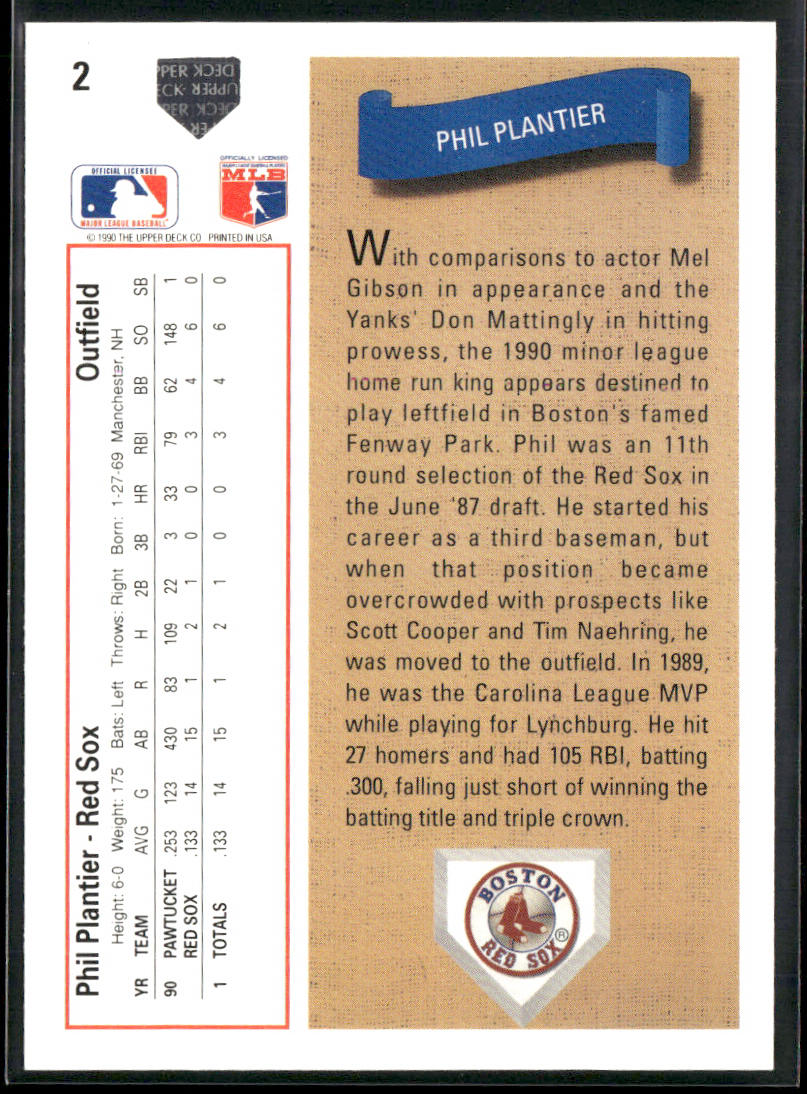 2
PPER DECK
ECK· UPPER
PER DECK
OFFICIAL LICENSEE
MAJOR LEAGUE BASEBALL
OFFICIALLY LICENSED
MAJOR LEAGUE BASEBALL PLAYERS
MLB
© 1990 THE UPPER DECK CO PRINTED IN USA
Phil Plantier - Red Sox Outfield
Height: 6-0 Weight: 175 Bats: Left Throws: Right Born: 1-27-69 Manchester, NH
YR TEAM AVG G AB R H 2B 3B HR RBI BB SO SB
90 PAWTUCKET .253 123 430 83 109 22 3 33 79 62 148 1
RED SOX .133 14 15 1 2 1 0 0 3 4 6 0
1 TOTALS .133 14 15 1 2 1 0 0 3 4 6 0
PHIL PLANTIER
With comparisons to actor Mel
Gibson in appearance and the
Yanks' Don Mattingly in hitting
prowess, the 1990 minor league
home run king appears destined to
play leftfield in Boston's famed
Fenway Park. Phil was an 11th
round selection of the Red Sox in
the June '87 draft. He started his
career as a third baseman, but
when that position became
overcrowded with prospects like
Scott Cooper and Tim Naehring, he
was moved to the outfield. In 1989,
he was the Carolina League MVP
while playing for Lynchburg. He hit
27 homers and had 105 RBI, batting
.300, falling just short of winning the
batting title and triple crown.
BOSTON
RED SOX
®